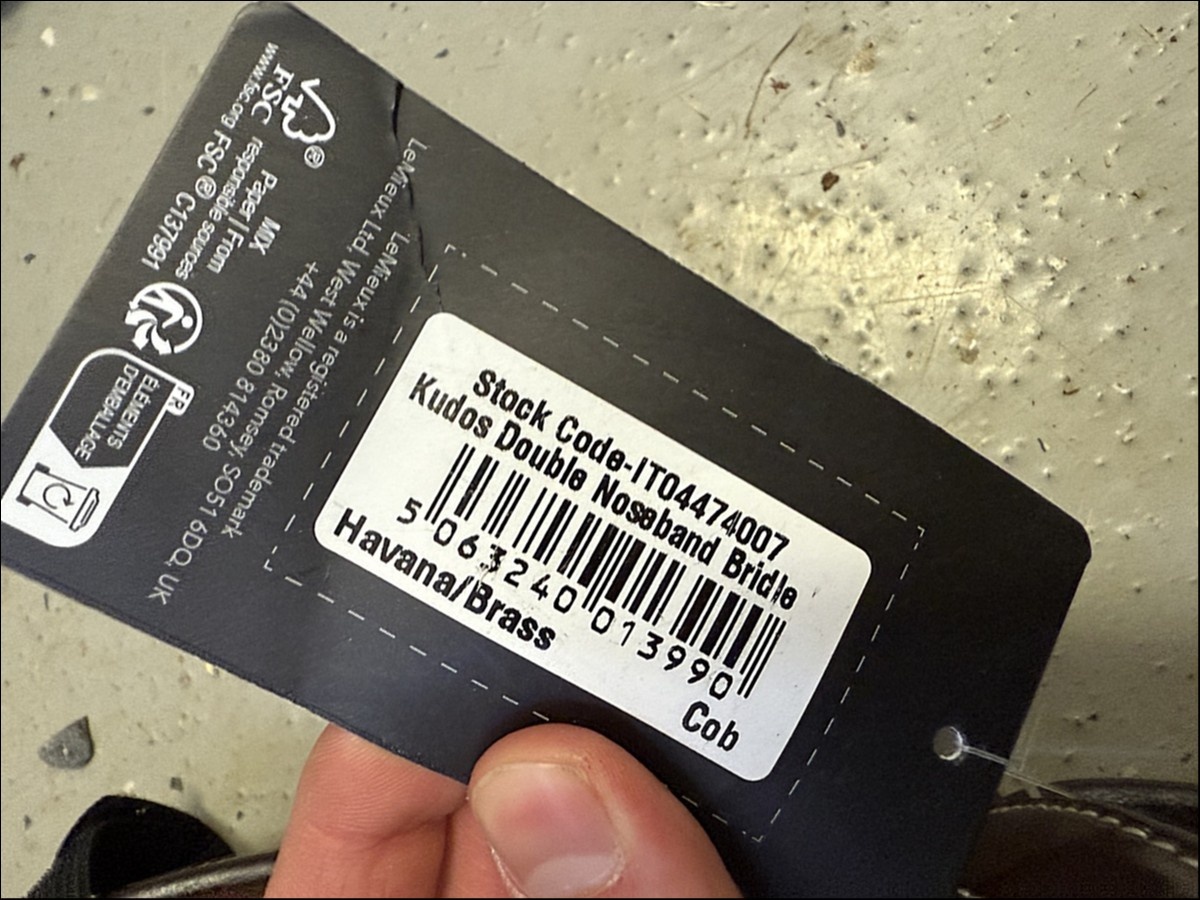 Stock Code-IT04474007
Kudos Double Noseband Bridle
5 063240 013990
Havana/Brass
Cob
LeMieux is a registered trademark
LeMieux Ltd, West Wellow, Romsey, SO51 6DQ, UK
+44 (0)2380 814360
FSC
®
www.fsc.org
MIX
Paper | From
responsible sources
FSC ® C137991
FR
ÉLÉMENTS
D'EMBALLAGE